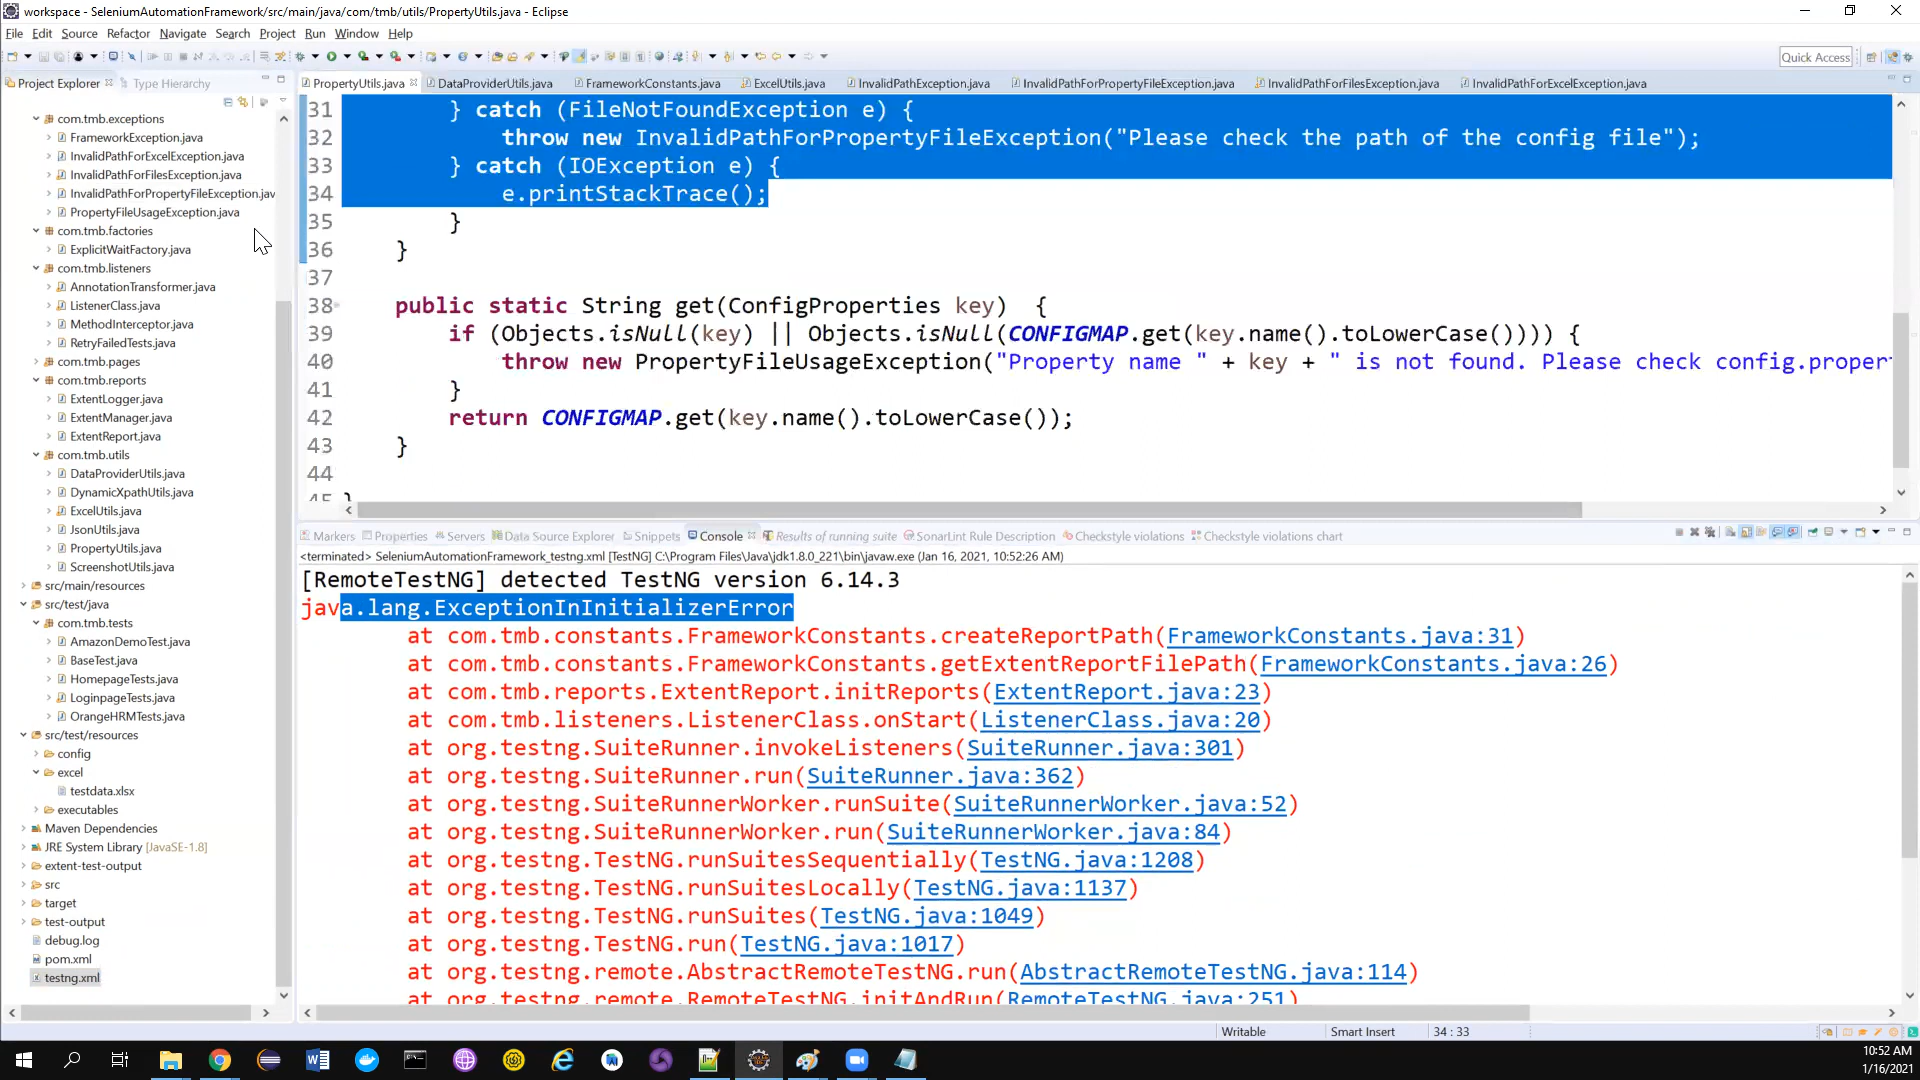 workspace - SeleniumAutomationFramework/src/main/java/com/tmb/utils/PropertyUtils.java - Eclipse
File Edit Source Refactor Navigate Search Project Run Window Help
Quick Access
Project Explorer Type Hierarchy
com.tmb.exceptions
FrameworkException.java
InvalidPathForExcelException.java
InvalidPathForFilesException.java
InvalidPathForPropertyFileException.jav
PropertyFileUsageException.java
com.tmb.factories
ExplicitWaitFactory.java
com.tmb.listeners
AnnotationTransformer.java
ListenerClass.java
MethodInterceptor.java
RetryFailedTests.java
com.tmb.pages
com.tmb.reports
ExtentLogger.java
ExtentManager.java
ExtentReport.java
com.tmb.utils
DataProviderUtils.java
DynamicXpathUtils.java
ExcelUtils.java
JsonUtils.java
PropertyUtils.java
ScreenshotUtils.java
src/main/resources
src/test/java
com.tmb.tests
AmazonDemoTest.java
BaseTest.java
HomepageTests.java
LoginpageTests.java
OrangeHRMTests.java
src/test/resources
config
excel
testdata.xlsx
executables
Maven Dependencies
JRE System Library [JavaSE-1.8]
extent-test-output
src
target
test-output
debug.log
pom.xml
testng.xml
PropertyUtils.java DataProviderUtils.java FrameworkConstants.java ExcelUtils.java InvalidPathException.java InvalidPathForPropertyFileException.java InvalidPathForFilesException.java InvalidPathForExcelException.java
31 } catch (FileNotFoundException e) {
32 throw new InvalidPathForPropertyFileException("Please check the path of the config file");
33 } catch (IOException e) {
34 e.printStackTrace();
35 }
36 }
37
38 public static String get(ConfigProperties key) {
39 if (Objects.isNull(key) || Objects.isNull(CONFIGMAP.get(key.name().toLowerCase()))) {
40 throw new PropertyFileUsageException("Property name " + key + " is not found. Please check config.proper
41 }
42 return CONFIGMAP.get(key.name().toLowerCase());
43 }
44
45 }
Markers Properties Servers Data Source Explorer Snippets Console Results of running suite SonarLint Rule Description Checkstyle violations Checkstyle violations chart
<terminated> SeleniumAutomationFramework_testng.xml [TestNG] C:\Program Files\Java\jdk1.8.0_221\bin\javaw.exe (Jan 16, 2021, 10:52:26 AM)
[RemoteTestNG] detected TestNG version 6.14.3
java.lang.ExceptionInInitializerError
at com.tmb.constants.FrameworkConstants.createReportPath(FrameworkConstants.java:31)
at com.tmb.constants.FrameworkConstants.getExtentReportFilePath(FrameworkConstants.java:26)
at com.tmb.reports.ExtentReport.initReports(ExtentReport.java:23)
at com.tmb.listeners.ListenerClass.onStart(ListenerClass.java:20)
at org.testng.SuiteRunner.invokeListeners(SuiteRunner.java:301)
at org.testng.SuiteRunner.run(SuiteRunner.java:362)
at org.testng.SuiteRunnerWorker.runSuite(SuiteRunnerWorker.java:52)
at org.testng.SuiteRunnerWorker.run(SuiteRunnerWorker.java:84)
at org.testng.TestNG.runSuitesSequentially(TestNG.java:1208)
at org.testng.TestNG.runSuitesLocally(TestNG.java:1137)
at org.testng.TestNG.runSuites(TestNG.java:1049)
at org.testng.TestNG.run(TestNG.java:1017)
at org.testng.remote.AbstractRemoteTestNG.run(AbstractRemoteTestNG.java:114)
at org.testng.remote.RemoteTestNG.initAndRun(RemoteTestNG.java:251)
Writable Smart Insert 34 : 33
10:52 AM
1/16/2021